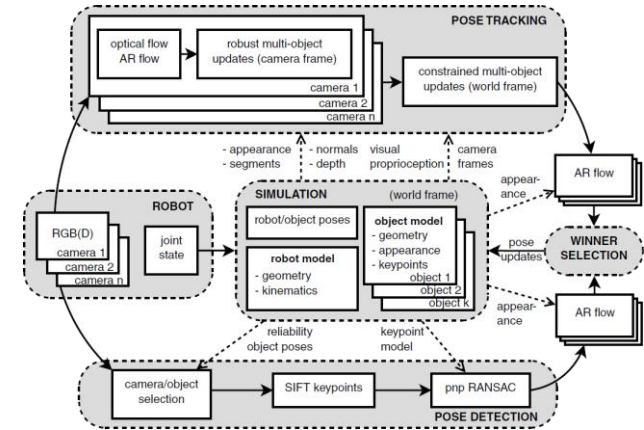 POSE TRACKING
optical flow
AR flow
robust multi-object
updates (camera frame)
camera 1
camera 2
camera n
constrained multi-object
updates (world frame)
- appearance
- segments
- normals
- depth
visual
proprioception
camera
frames
appear-
ance
AR flow
ROBOT
RGB(D)
camera 1
camera 2
camera n
joint
state
SIMULATION
(world frame)
robot/object poses
robot model
- geometry
- kinematics
object model
- geometry
- appearance
- keypoints
object 1
object 2
object k
pose
updates
WINNER
SELECTION
appear-
ance
AR flow
reliability
object poses
keypoint
model
camera/object
selection
SIFT keypoints
pnp RANSAC
POSE DETECTION